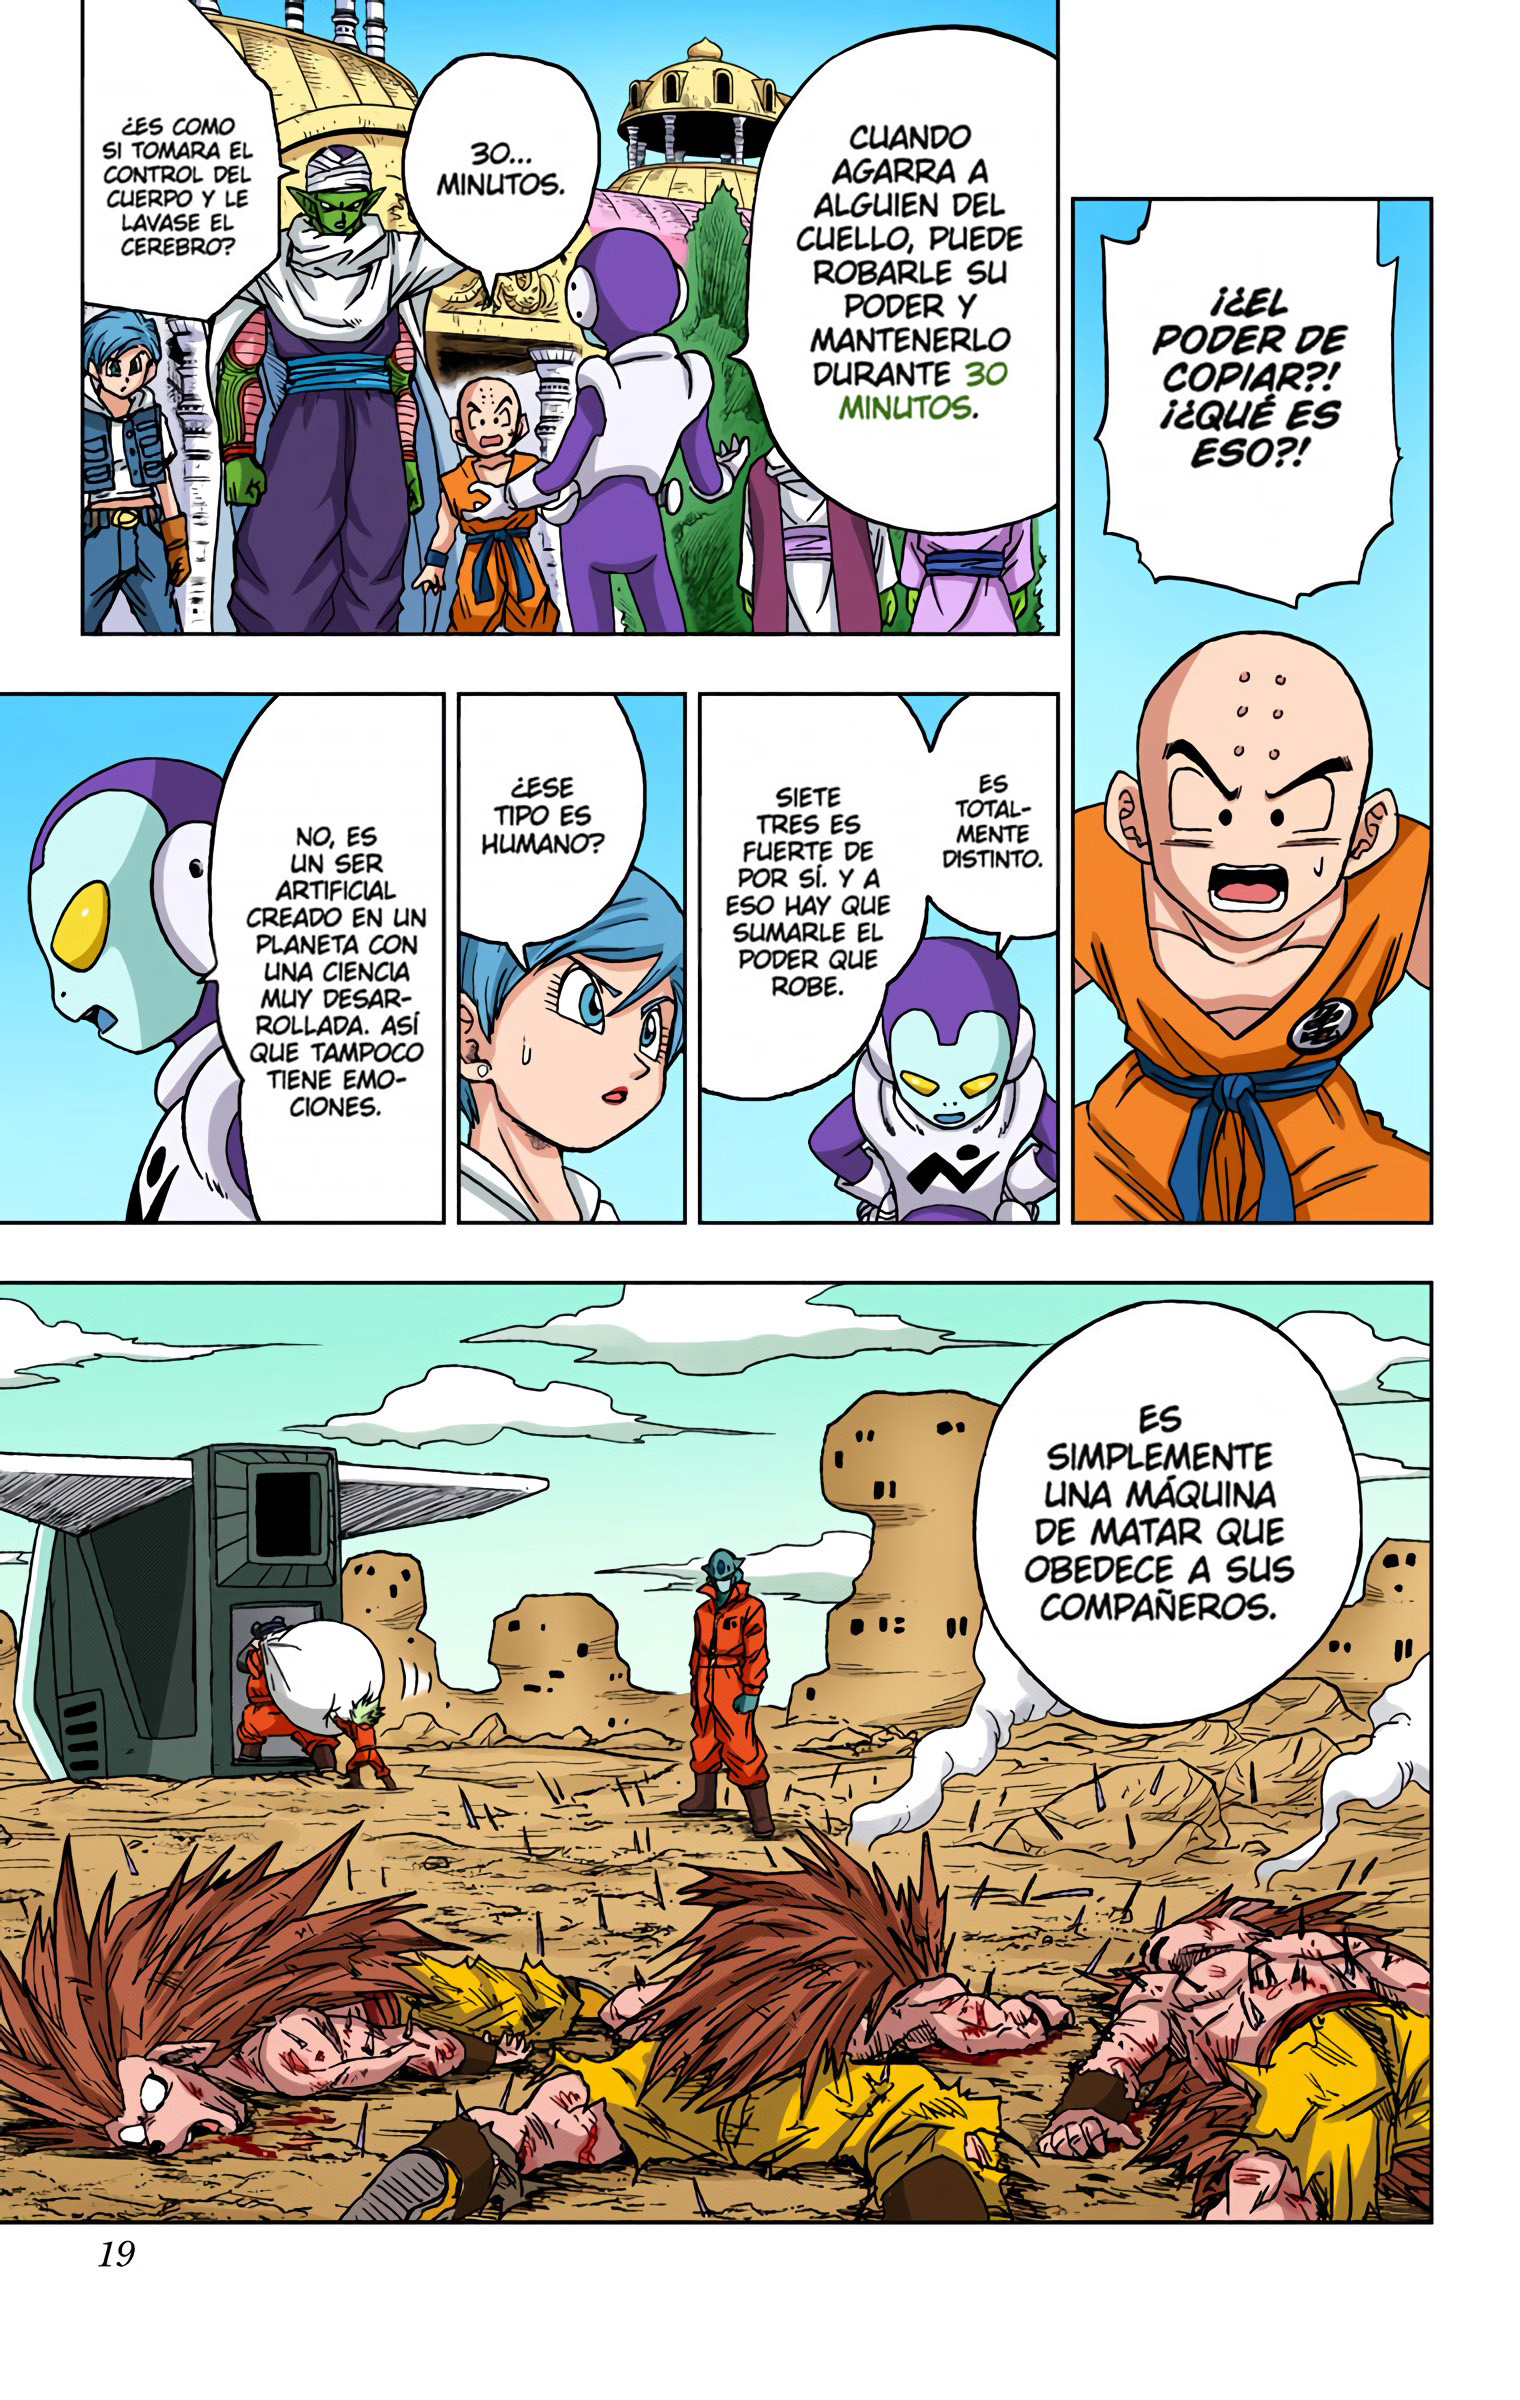 ¡¿EL
PODER DE
COPIAR?!
¡¿QUÉ ES
ESO?!
CUANDO
AGARRA A
ALGUIEN DEL
CUELLO, PUEDE
ROBARLE SU
PODER Y
MANTENERLO
DURANTE 30
MINUTOS.
30...
MINUTOS.
¿ES COMO
SI TOMARA EL
CONTROL DEL
CUERPO Y LE
LAVASE EL
CEREBRO?
ES
TOTAL-
MENTE
DISTINTO.
SIETE
TRES ES
FUERTE DE
POR SÍ. Y A
ESO HAY QUE
SUMARLE EL
PODER QUE
ROBE.
¿ESE
TIPO ES
HUMANO?
NO, ES
UN SER
ARTIFICIAL
CREADO EN UN
PLANETA CON
UNA CIENCIA
MUY DESAR-
ROLLADA. ASÍ
QUE TAMPOCO
TIENE EMO-
CIONES.
ES
SIMPLEMENTE
UNA MÁQUINA
DE MATAR QUE
OBEDECE A SUS
COMPAÑEROS.
19